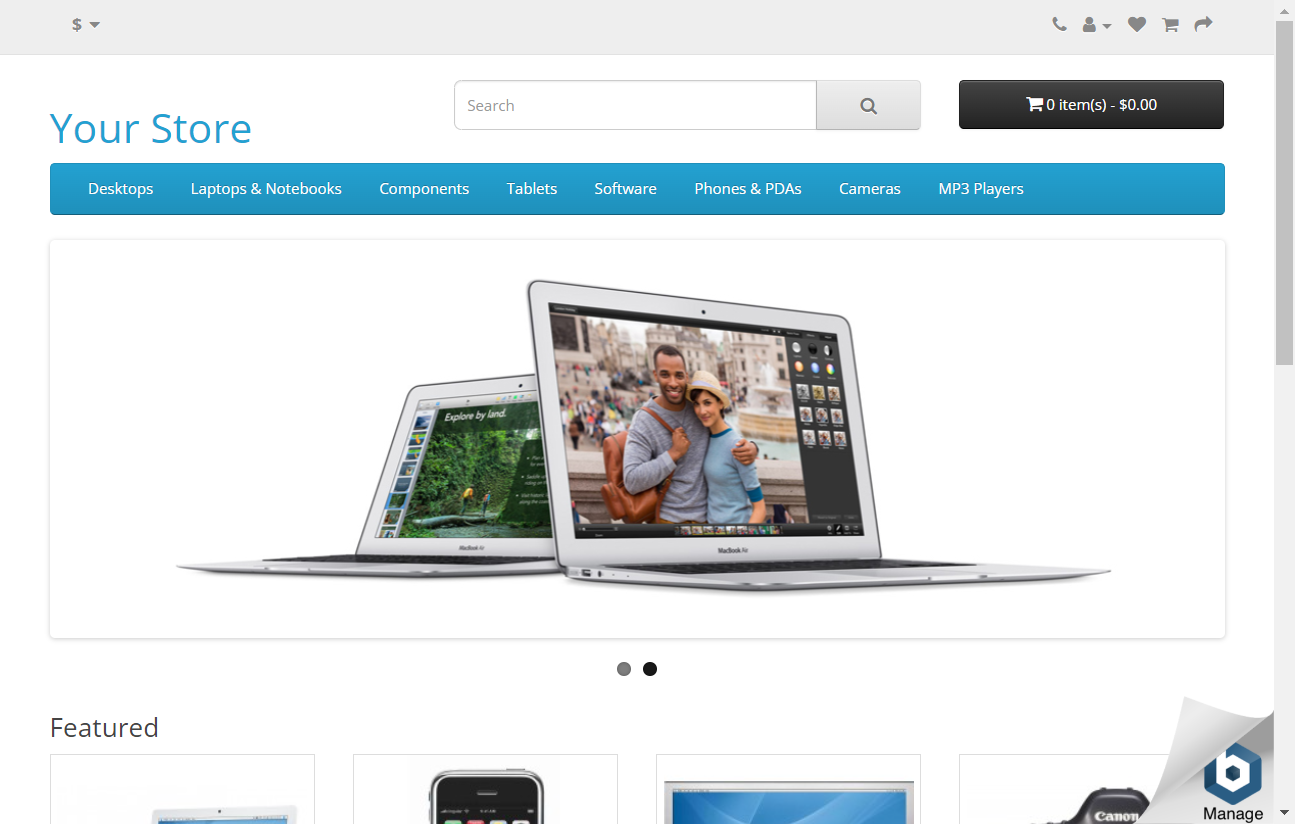 $
Search
0 item(s) - $0.00
Your Store
Desktops
Laptops & Notebooks
Components
Tablets
Software
Phones & PDAs
Cameras
MP3 Players
Explore by land.
MacBook Air
MacBook Air
Featured
Canon
Manage